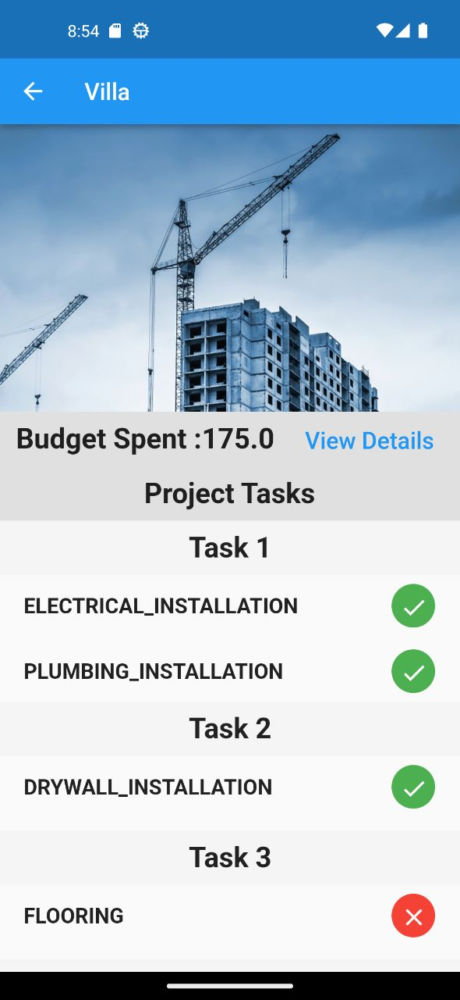 8:54
Villa
Budget Spent :175.0 View Details
Project Tasks
Task 1
ELECTRICAL_INSTALLATION
PLUMBING_INSTALLATION
Task 2
DRYWALL_INSTALLATION
Task 3
FLOORING